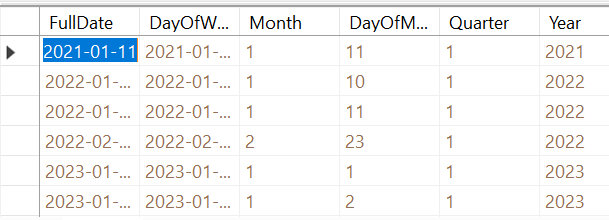 FullDate DayOfW... Month DayOfM... Quarter Year
2021-01-11 2021-01-... 1 11 1 2021
2022-01-... 2022-01-... 1 10 1 2022
2022-01-... 2022-01-... 1 11 1 2022
2022-02-... 2022-02-... 2 23 1 2022
2023-01-... 2023-01-... 1 1 1 2023
2023-01-... 2023-01-... 1 2 1 2023